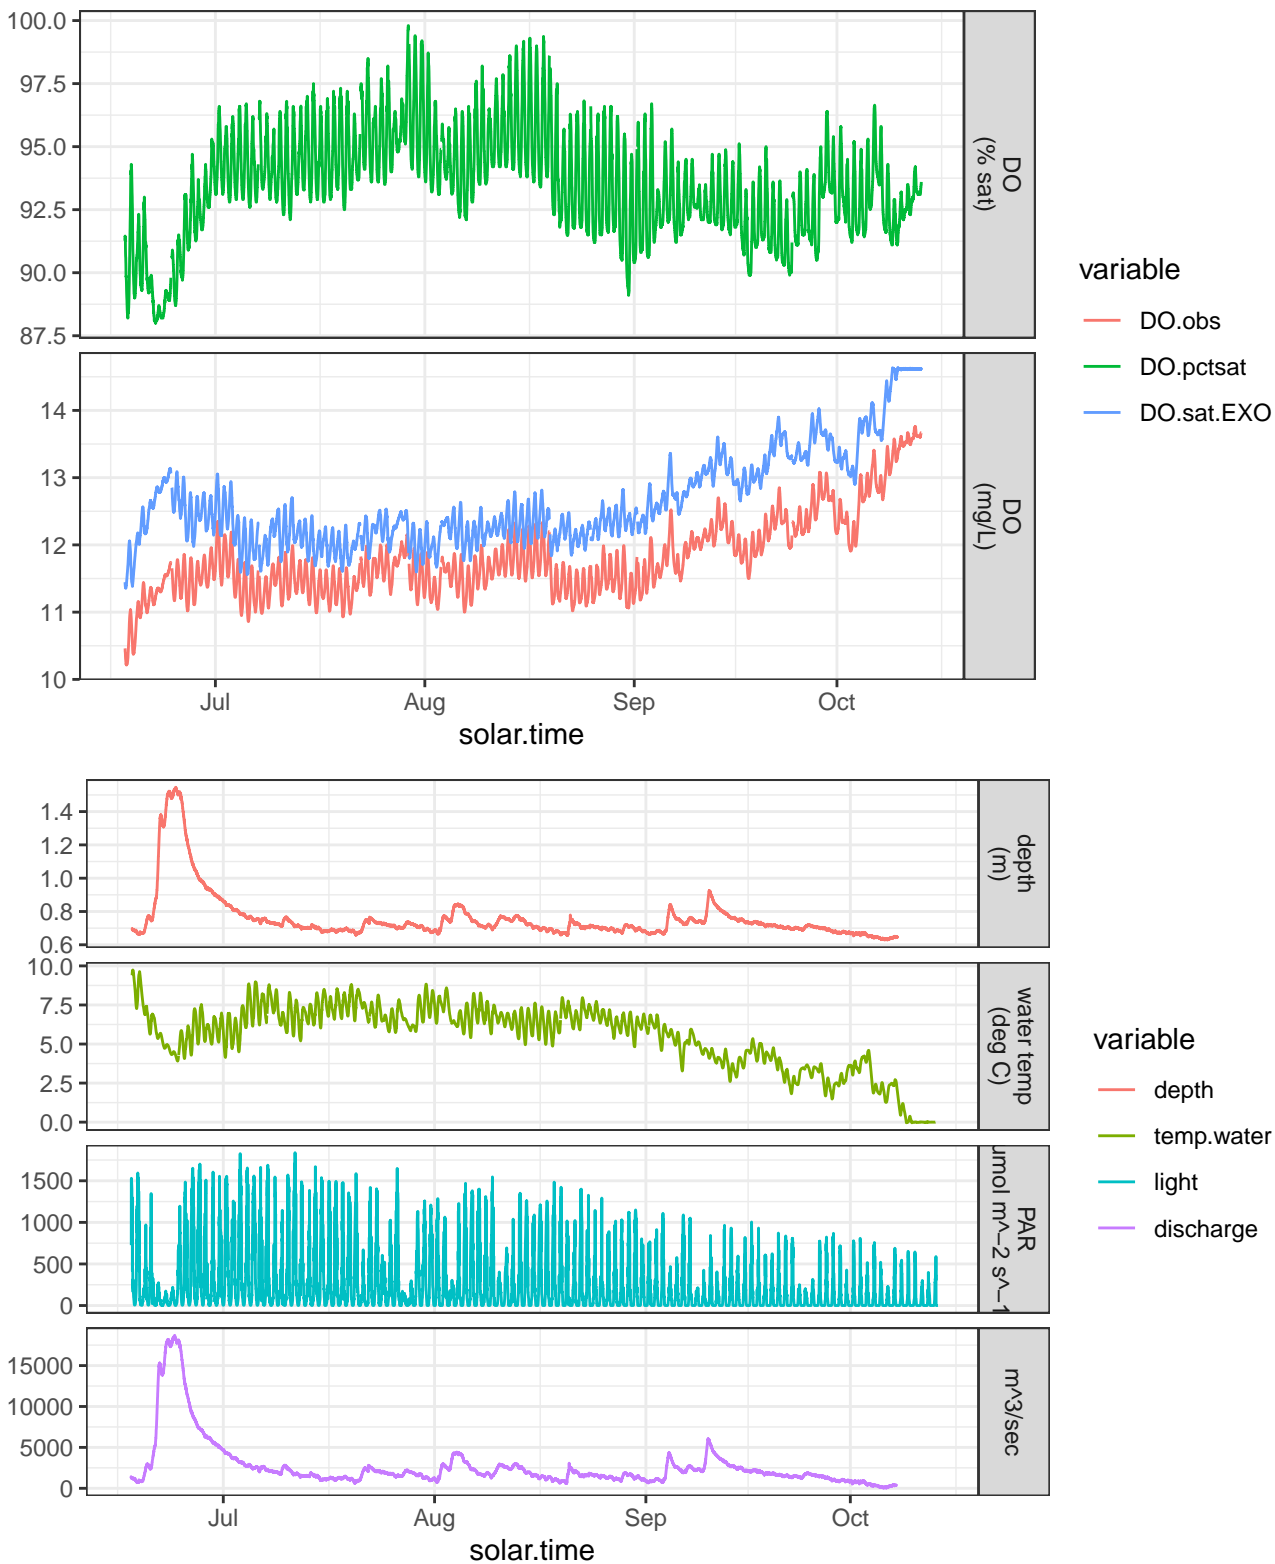 100.0
97.5
95.0
92.5
90.0
87.5
DO
(% sat)
14
13
12
11
10
DO
(mg/L)
Jul Aug Sep Oct
solar.time
variable
DO.obs
DO.pctsat
DO.sat.EXO
1.4
1.2
1.0
0.8
0.6
depth
(m)
10.0
7.5
5.0
2.5
0.0
water temp
(deg C)
1500
1000
500
0
PAR
umol m^−2 s^−1
15000
10000
5000
0
m^3/sec
Jul Aug Sep Oct
solar.time
variable
depth
temp.water
light
discharge